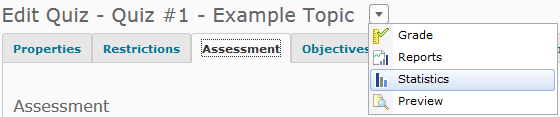 Edit Quiz - Quiz #1 - Example Topic
Properties
Restrictions
Assessment
Objectives
Grade
Reports
Statistics
Preview
Assessment